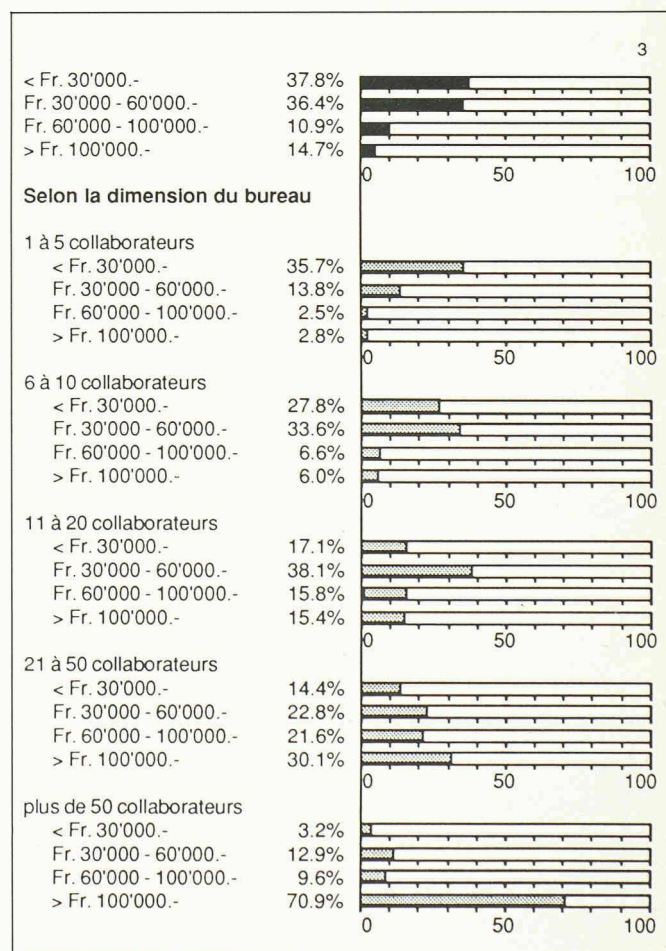 3
< Fr. 30'000.- 37.8%
Fr. 30'000 - 60'000.- 36.4%
Fr. 60'000 - 100'000.- 10.9%
> Fr. 100'000.- 14.7%
0 50 100
Selon la dimension du bureau
1 à 5 collaborateurs
< Fr. 30'000.- 35.7%
Fr. 30'000 - 60'000.- 13.8%
Fr. 60'000 - 100'000.- 2.5%
> Fr. 100'000.- 2.8%
0 50 100
6 à 10 collaborateurs
< Fr. 30'000.- 27.8%
Fr. 30'000 - 60'000.- 33.6%
Fr. 60'000 - 100'000.- 6.6%
> Fr. 100'000.- 6.0%
0 50 100
11 à 20 collaborateurs
< Fr. 30'000.- 17.1%
Fr. 30'000 - 60'000.- 38.1%
Fr. 60'000 - 100'000.- 15.8%
> Fr. 100'000.- 15.4%
0 50 100
21 à 50 collaborateurs
< Fr. 30'000.- 14.4%
Fr. 30'000 - 60'000.- 22.8%
Fr. 60'000 - 100'000.- 21.6%
> Fr. 100'000.- 30.1%
0 50 100
plus de 50 collaborateurs
< Fr. 30'000.- 3.2%
Fr. 30'000 - 60'000.- 12.9%
Fr. 60'000 - 100'000.- 9.6%
> Fr. 100'000.- 70.9%
0 50 100